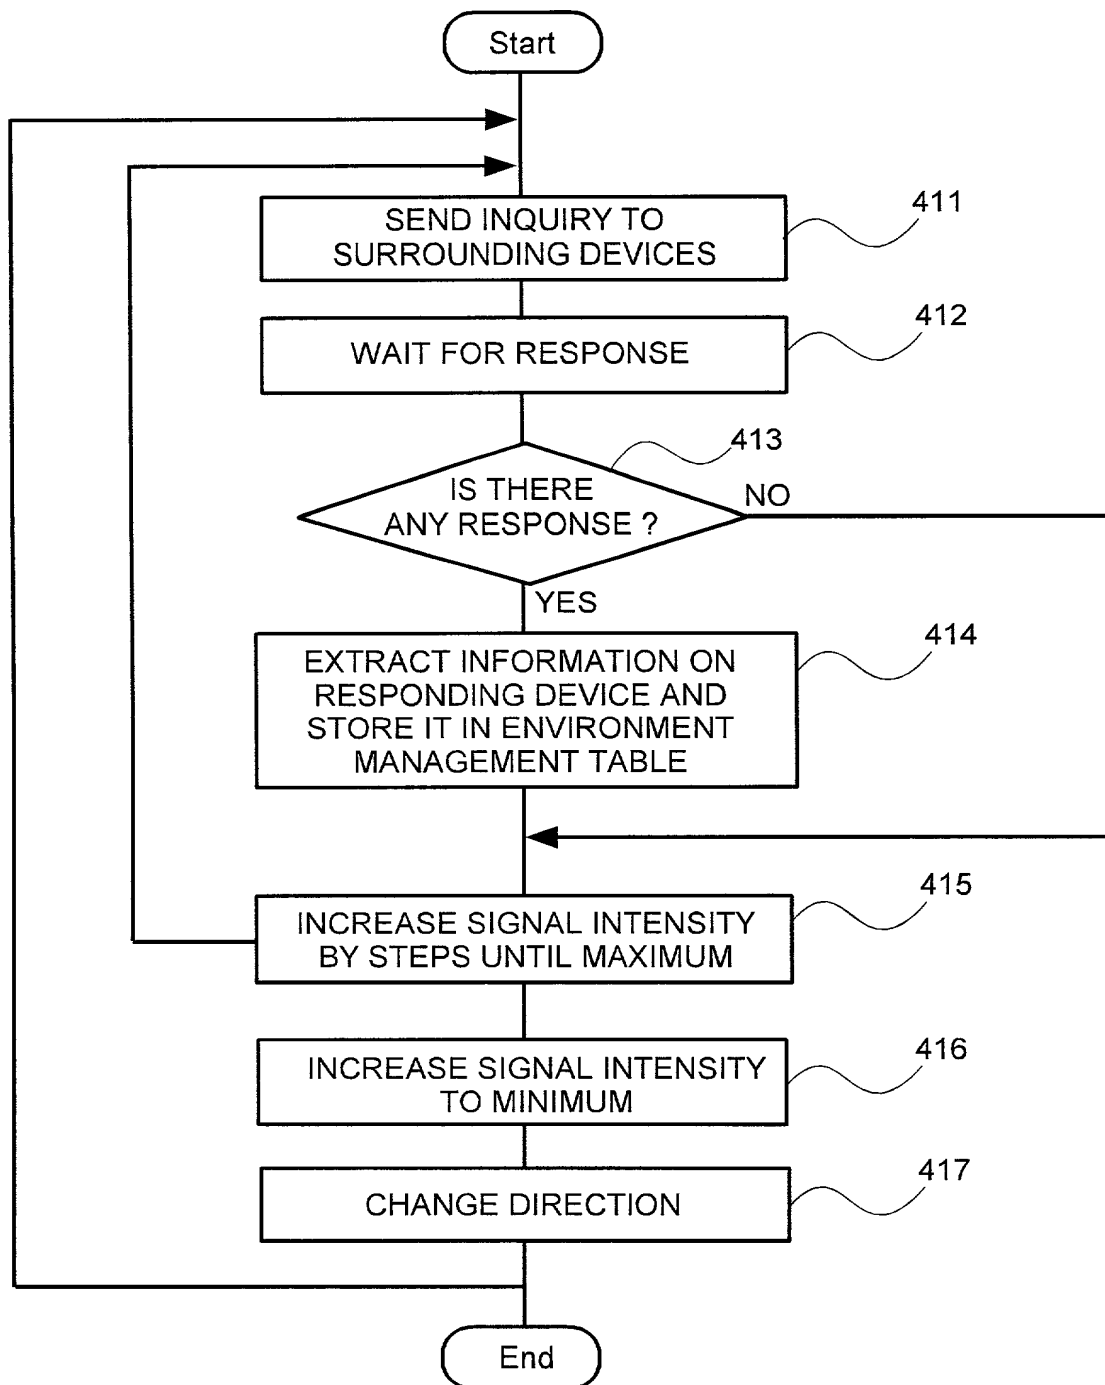 Start
SEND INQUIRY TO
SURROUNDING DEVICES
411
WAIT FOR RESPONSE
412
413
IS THERE
ANY RESPONSE ?
NO
YES
EXTRACT INFORMATION ON
RESPONDING DEVICE AND
STORE IT IN ENVIRONMENT
MANAGEMENT TABLE
414
INCREASE SIGNAL INTENSITY
BY STEPS UNTIL MAXIMUM
415
INCREASE SIGNAL INTENSITY
TO MINIMUM
416
CHANGE DIRECTION
417
End